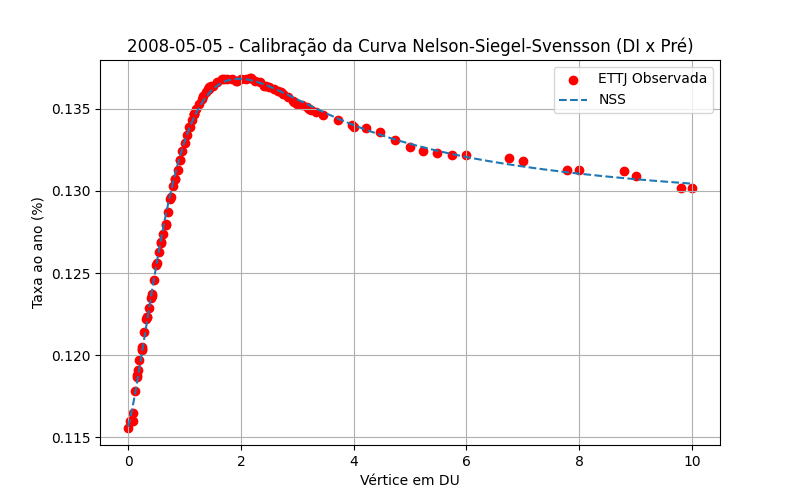 2008-05-05 - Calibração da Curva Nelson-Siegel-Svensson (DI x Pré)
ETTJ Observada
NSS
Taxa ao ano (%)
0.135
0.130
0.125
0.120
0.115
0 2 4 6 8 10
Vértice em DU